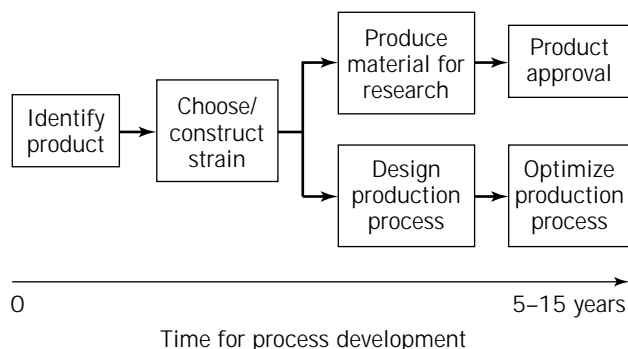 Identify
product
Choose/
construct
strain
Produce
material for
research
Product
approval
Design
production
process
Optimize
production
process
0
5–15 years
Time for process development